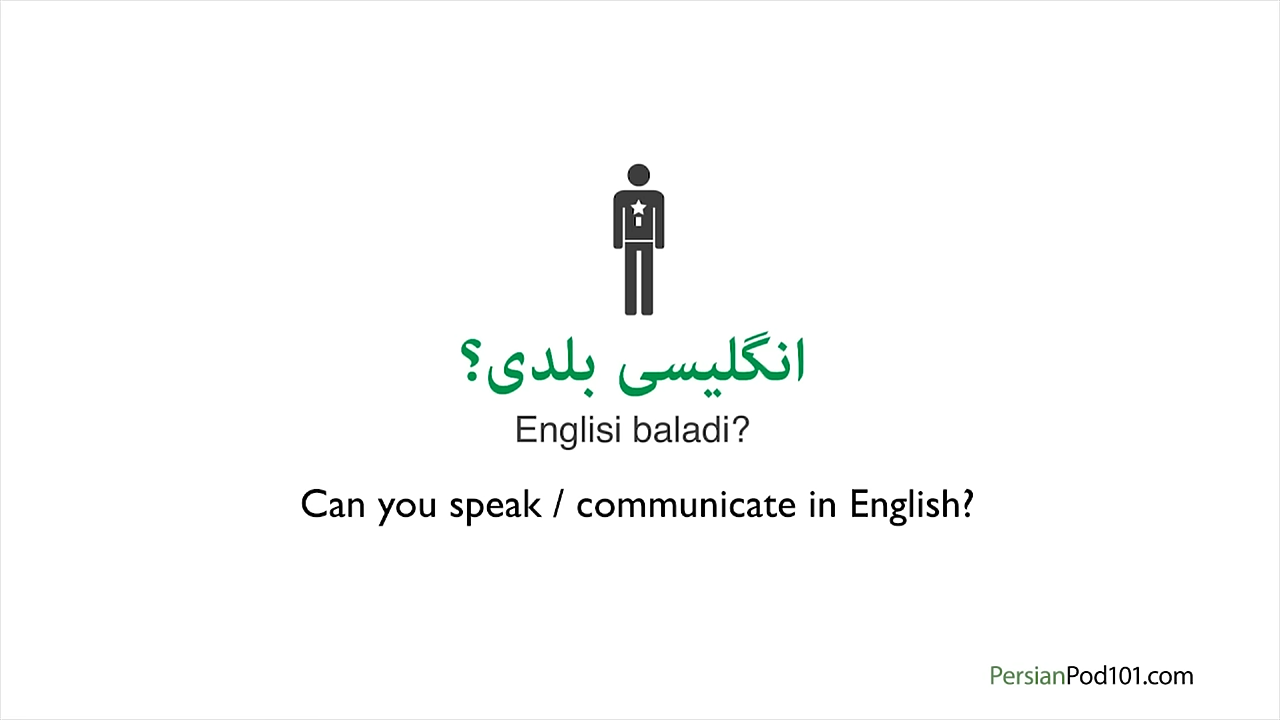 انگلیسی بلدی؟
Englisi baladi?
Can you speak / communicate in English?
PersianPod101.com